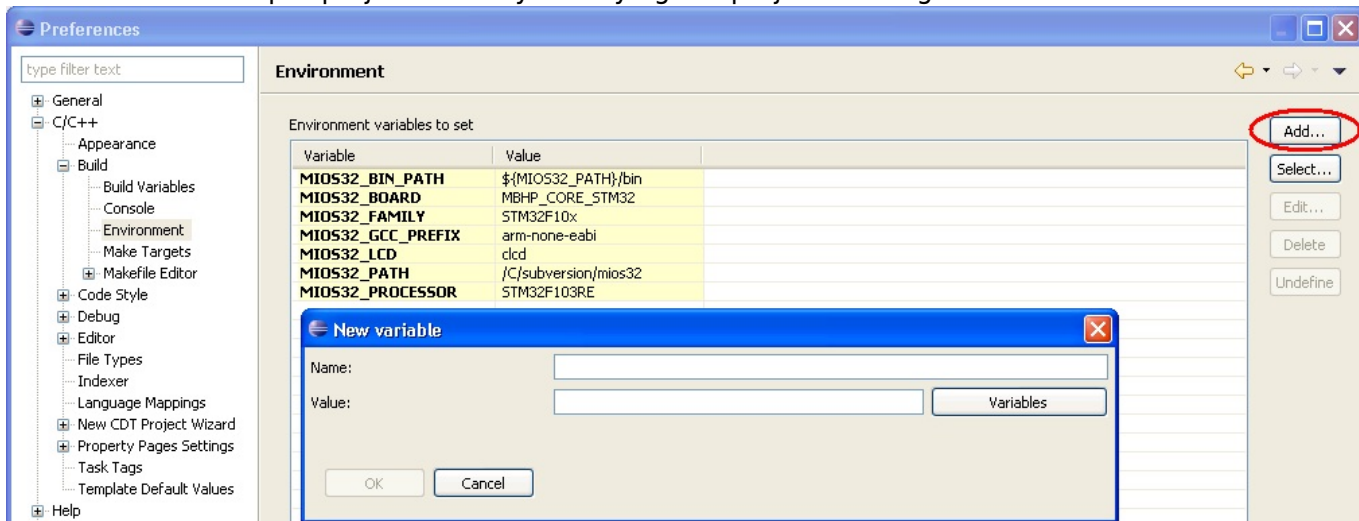 Preferences
type filter text
Environment
General
C/C++
Appearance
Build
Build Variables
Console
Environment
Make Targets
Makefile Editor
Code Style
Debug
Editor
File Types
Indexer
Language Mappings
New CDT Project Wizard
Property Pages Settings
Task Tags
Template Default Values
Help
Environment variables to set
Variable Value
MIOS32_BIN_PATH ${MIOS32_PATH}/bin
MIOS32_BOARD MBHP_CORE_STM32
MIOS32_FAMILY STM32F10x
MIOS32_GCC_PREFIX arm-none-eabi
MIOS32_LCD clcd
MIOS32_PATH /C/subversion/mios32
MIOS32_PROCESSOR STM32F103RE
Add...
Select...
Edit...
Delete
Undefine
New variable
Name:
Value:
Variables
OK Cancel